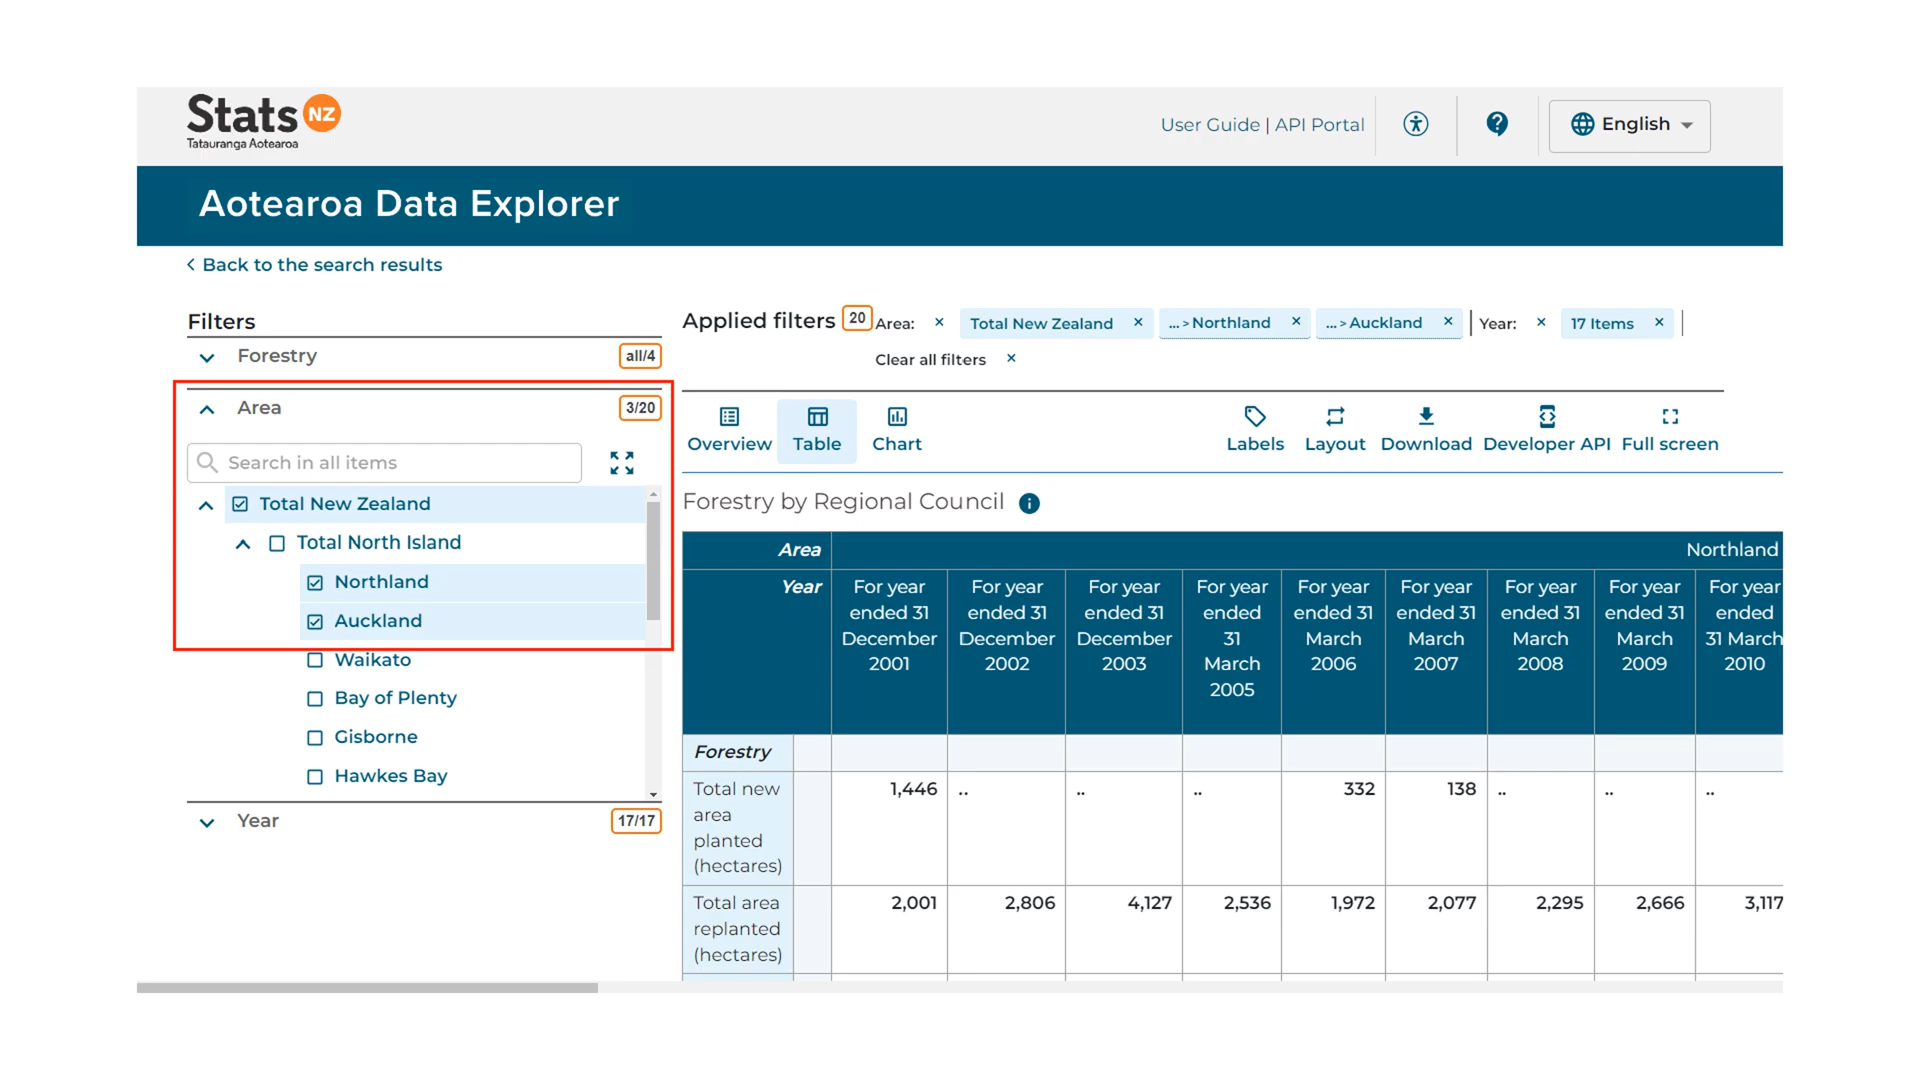 Stats NZ
Tatauranga Aotearoa
User Guide | API Portal
English
Aotearoa Data Explorer
Back to the search results
Filters
Forestry all/4
Area 3/20
Search in all items
Total New Zealand
Total North Island
Northland
Auckland
Waikato
Bay of Plenty
Gisborne
Hawkes Bay
Year 17/17
Applied filters 20 Area: × Total New Zealand × ... > Northland × ... > Auckland × | Year: × 17 Items × |
Clear all filters ×
Overview Table Chart Labels Layout Download Developer API Full screen
Forestry by Regional Council
Area Northland
Year
For year ended 31 December 2001
For year ended 31 December 2002
For year ended 31 December 2003
For year ended 31 March 2005
For year ended 31 March 2006
For year ended 31 March 2007
For year ended 31 March 2008
For year ended 31 March 2009
For year ended 31 March 2010
Forestry
Total new area planted (hectares) 1,446 .. .. .. 332 138 .. .. ..
Total area replanted (hectares) 2,001 2,806 4,127 2,536 1,972 2,077 2,295 2,666 3,117